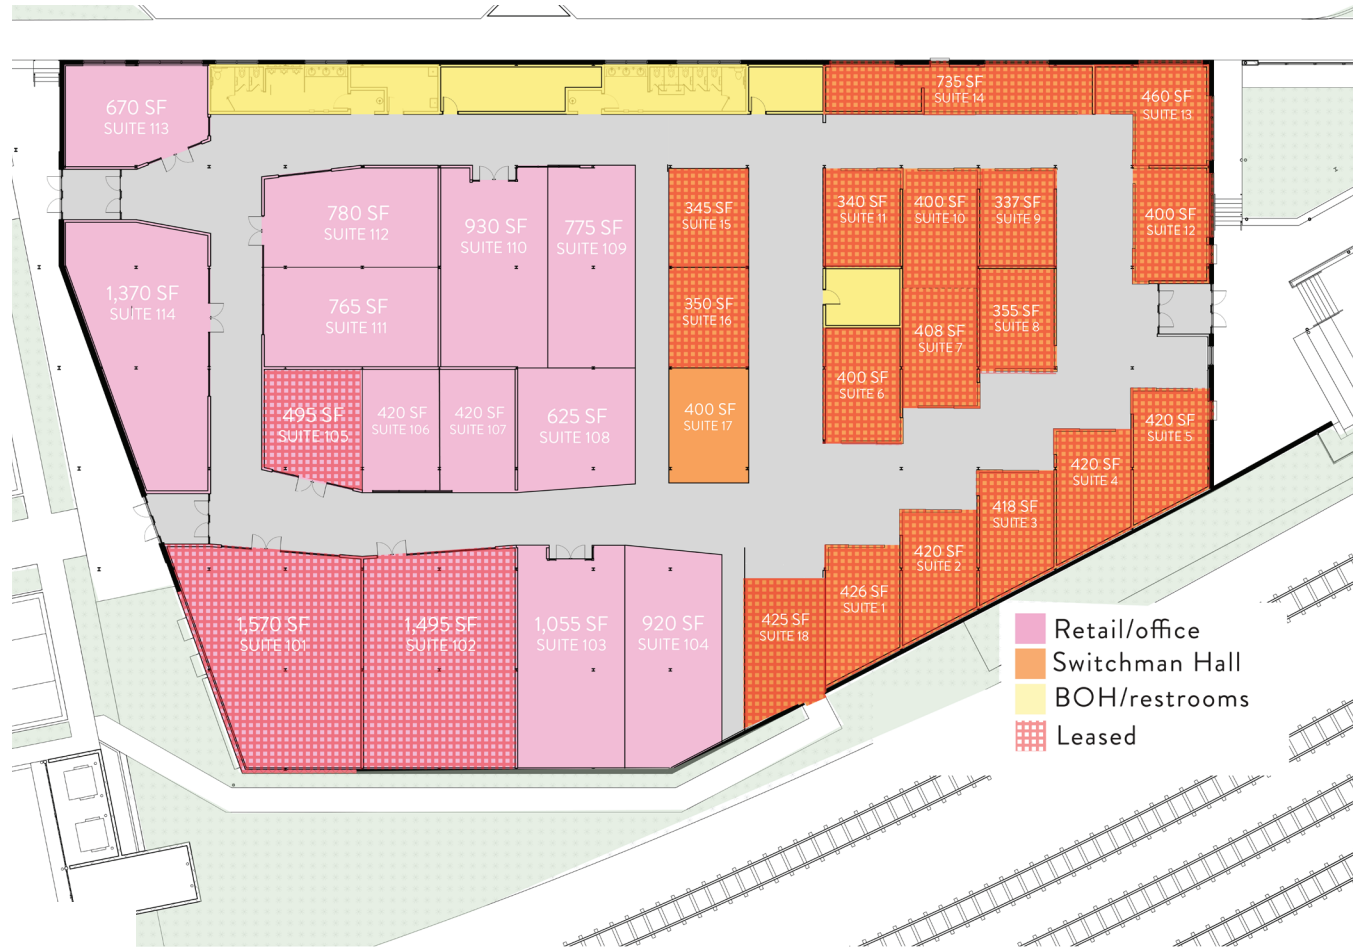 670 SF
SUITE 113
735 SF
SUITE 14
460 SF
SUITE 13
780 SF
SUITE 112
930 SF
SUITE 110
775 SF
SUITE 109
345 SF
SUITE 15
340 SF
SUITE 11
400 SF
SUITE 10
337 SF
SUITE 9
400 SF
SUITE 12
1,370 SF
SUITE 114
765 SF
SUITE 111
350 SF
SUITE 16
408 SF
SUITE 7
355 SF
SUITE 8
400 SF
SUITE 6
495 SF
SUITE 105
420 SF
SUITE 106
420 SF
SUITE 107
625 SF
SUITE 108
400 SF
SUITE 17
420 SF
SUITE 5
420 SF
SUITE 4
418 SF
SUITE 3
420 SF
SUITE 2
426 SF
SUITE 1
425 SF
SUITE 18
1,570 SF
SUITE 101
1,495 SF
SUITE 102
1,055 SF
SUITE 103
920 SF
SUITE 104
Retail/office
Switchman Hall
BOH/restrooms
Leased